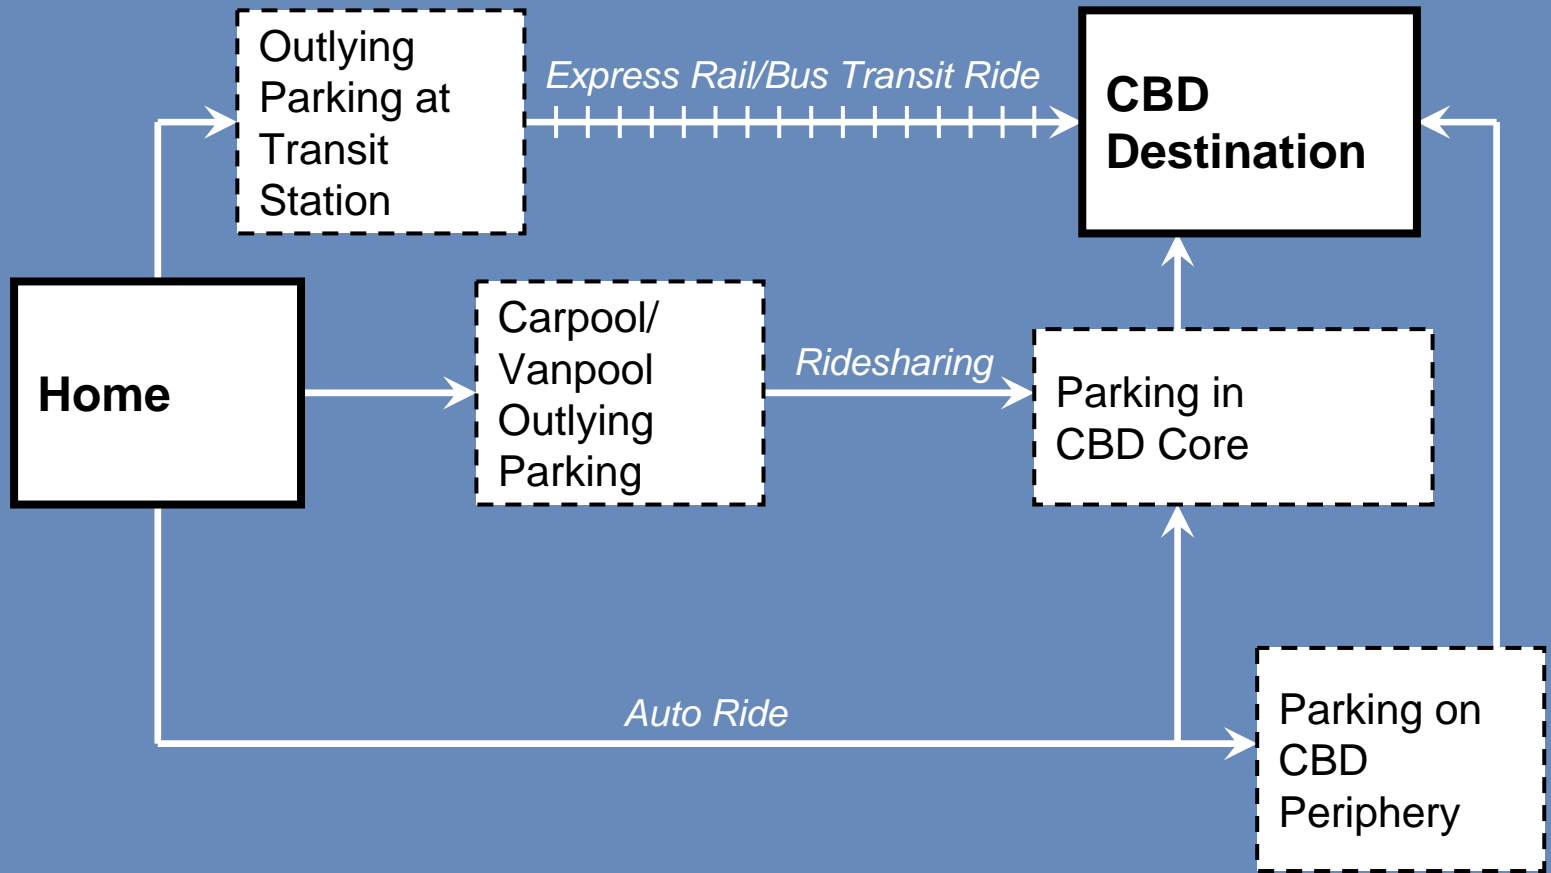 Outlying
Parking at
Transit
Station
Express Rail/Bus Transit Ride
CBD
Destination
Home
Carpool/
Vanpool
Outlying
Parking
Ridesharing
Parking in
CBD Core
Auto Ride
Parking on
CBD
Periphery